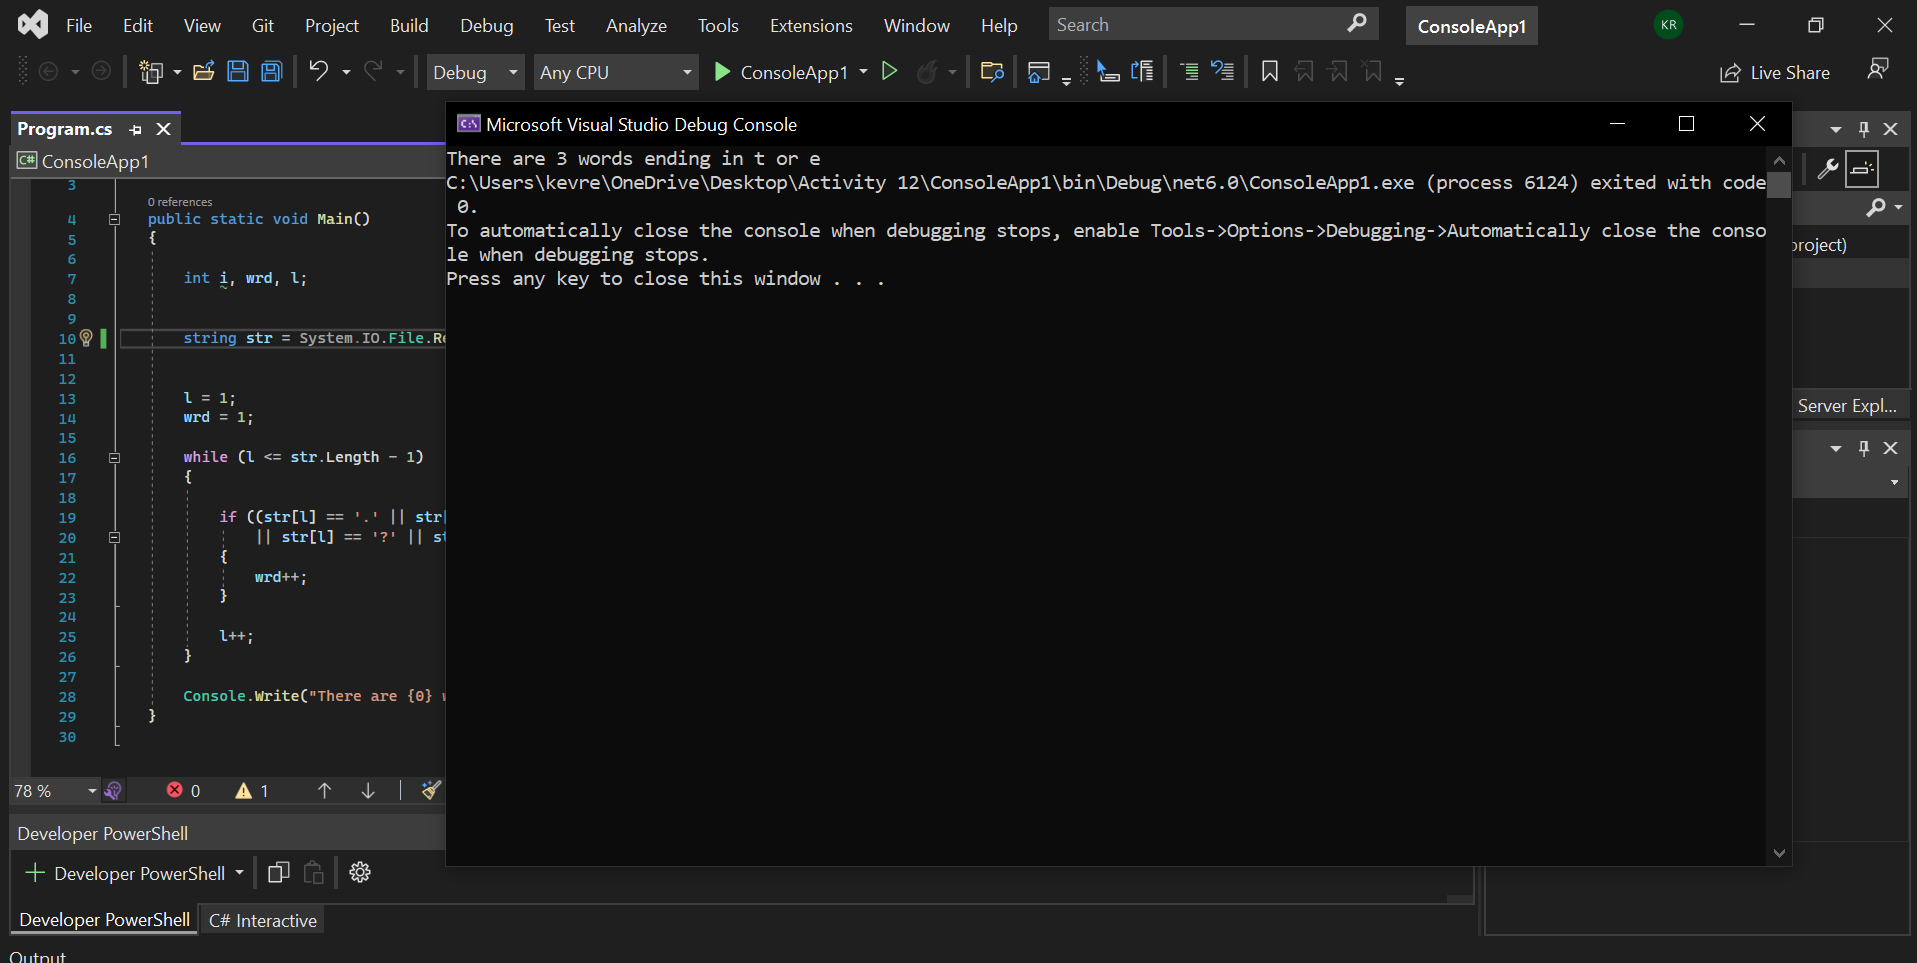 File Edit View Git Project Build Debug Test Analyze Tools Extensions Window Help Search ConsoleApp1 KR
Debug Any CPU ConsoleApp1 Live Share
Program.cs
ConsoleApp1
Microsoft Visual Studio Debug Console
There are 3 words ending in t or e
C:\Users\kevre\OneDrive\Desktop\Activity 12\ConsoleApp1\bin\Debug\net6.0\ConsoleApp1.exe (process 6124) exited with code
0.
To automatically close the console when debugging stops, enable Tools->Options->Debugging->Automatically close the conso
le when debugging stops.
Press any key to close this window . . .
3
0 references
4 public static void Main()
5 {
6
7 int i, wrd, l;
8
9
10 string str = System.IO.File.Re
11
12
13 l = 1;
14 wrd = 1;
15
16 while (l <= str.Length - 1)
17 {
18
19 if ((str[l] == '.' || str[
20 || str[l] == '?' || st
21 {
22 wrd++;
23 }
24
25 l++;
26 }
27
28 Console.Write("There are {0} w
29 }
30
project)
Server Expl...
78 % 0 1
Developer PowerShell
Developer PowerShell
Developer PowerShell C# Interactive
Output